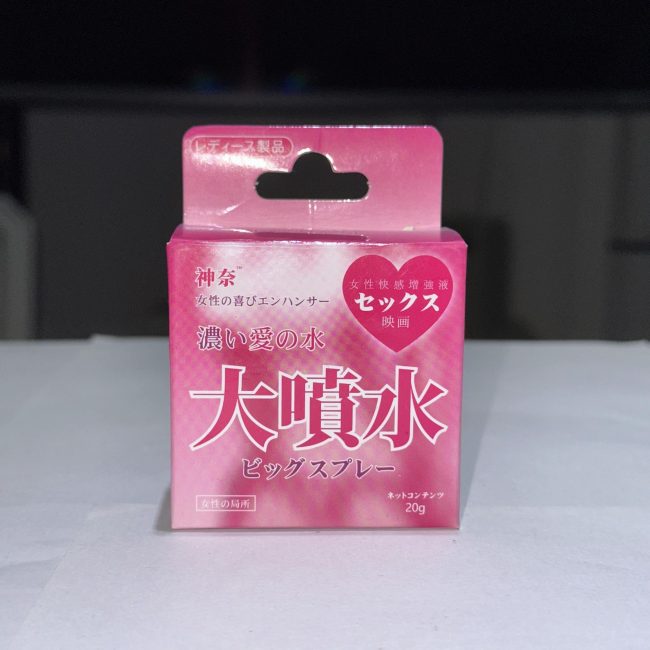 レディース製品
神奈™
女性の喜びエンハンサー
濃い愛の水
女性快感增強液
セックス
映画
大噴水
ビッグスプレー
女性の局所
ネットコンテンツ
20g